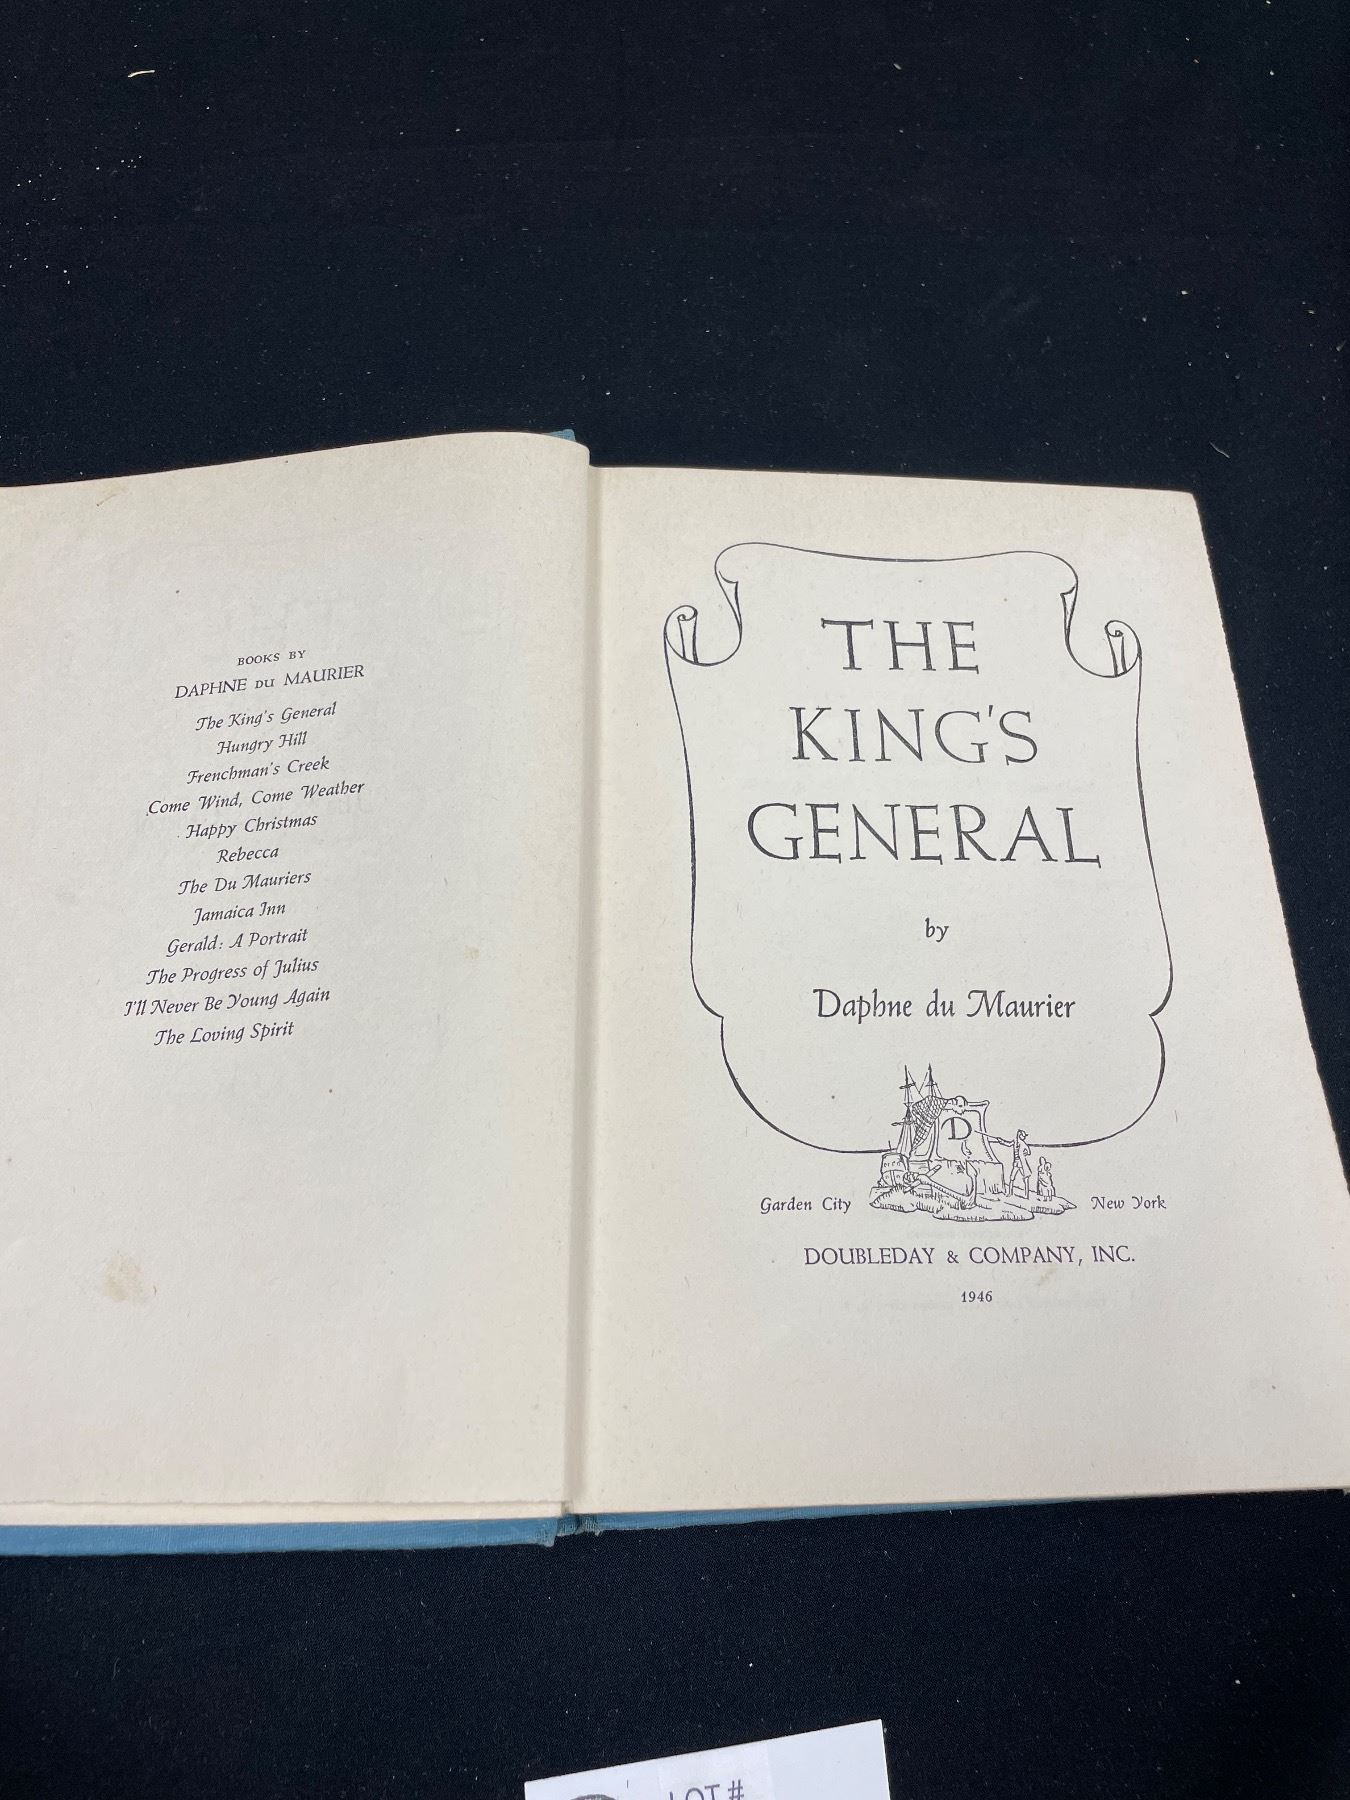 BOOKS BY
DAPHNE DU MAURIER
The King's General
Hungry Hill
Frenchman's Creek
Come Wind, Come Weather
Happy Christmas
Rebecca
The Du Mauriers
Jamaica Inn
Gerald: A Portrait
The Progress of Julius
I'll Never Be Young Again
The Loving Spirit
THE
KING'S
GENERAL
by
Daphne du Maurier
D
Garden City New York
DOUBLEDAY & COMPANY, INC.
1946
LOT #